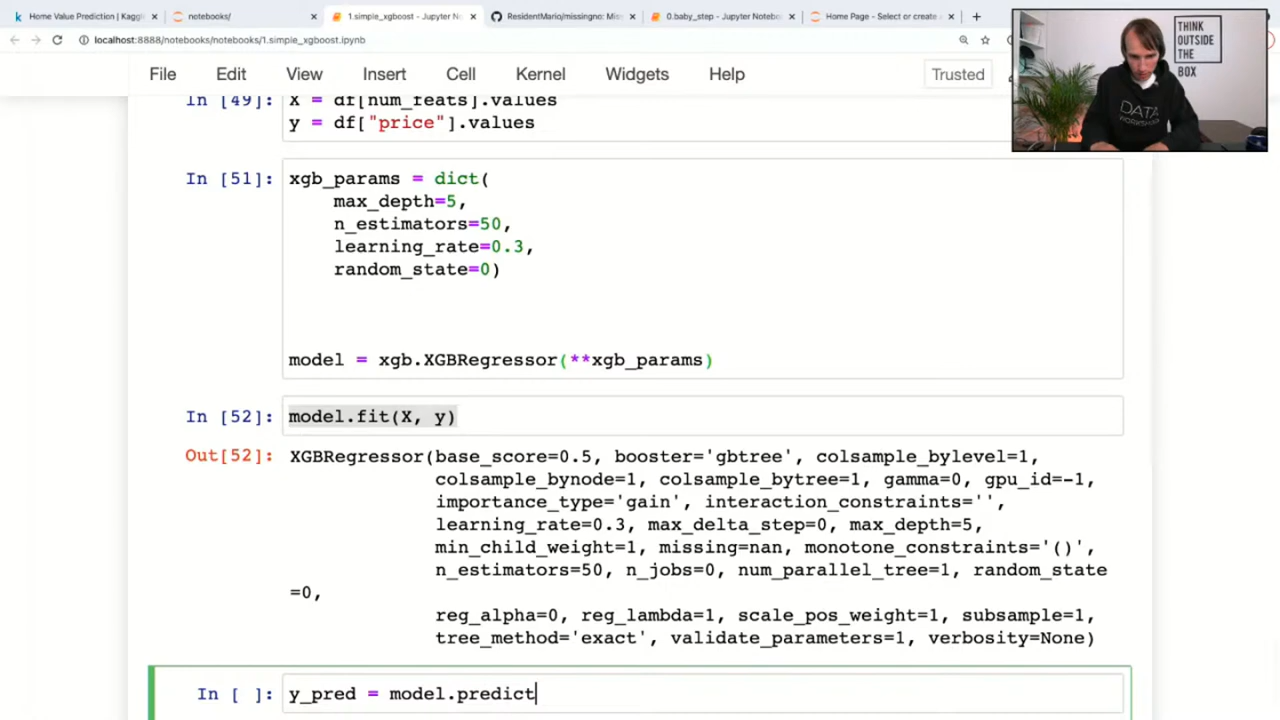 Home Value Prediction | Kaggl
notebooks/
1.simple_xgboost - Jupyter No
ResidentMario/missingno: Mis
0.baby_step - Jupyter Notebo
Home Page - Select or create
localhost:8888/notebooks/notebooks/1.simple_xgboost.ipynb
File Edit View Insert Cell Kernel Widgets Help
Trusted
THINK
OUTSIDE
THE
BOX
DATA
In [49]: X = df[num_feats].values
y = df["price"].values
In [51]: xgb_params = dict(
max_depth=5,
n_estimators=50,
learning_rate=0.3,
random_state=0)
model = xgb.XGBRegressor(**xgb_params)
In [52]: model.fit(X, y)
Out[52]: XGBRegressor(base_score=0.5, booster='gbtree', colsample_bylevel=1,
colsample_bynode=1, colsample_bytree=1, gamma=0, gpu_id=-1,
importance_type='gain', interaction_constraints='',
learning_rate=0.3, max_delta_step=0, max_depth=5,
min_child_weight=1, missing=nan, monotone_constraints='()',
n_estimators=50, n_jobs=0, num_parallel_tree=1, random_state
=0,
reg_alpha=0, reg_lambda=1, scale_pos_weight=1, subsample=1,
tree_method='exact', validate_parameters=1, verbosity=None)
In [ ]: y_pred = model.predict